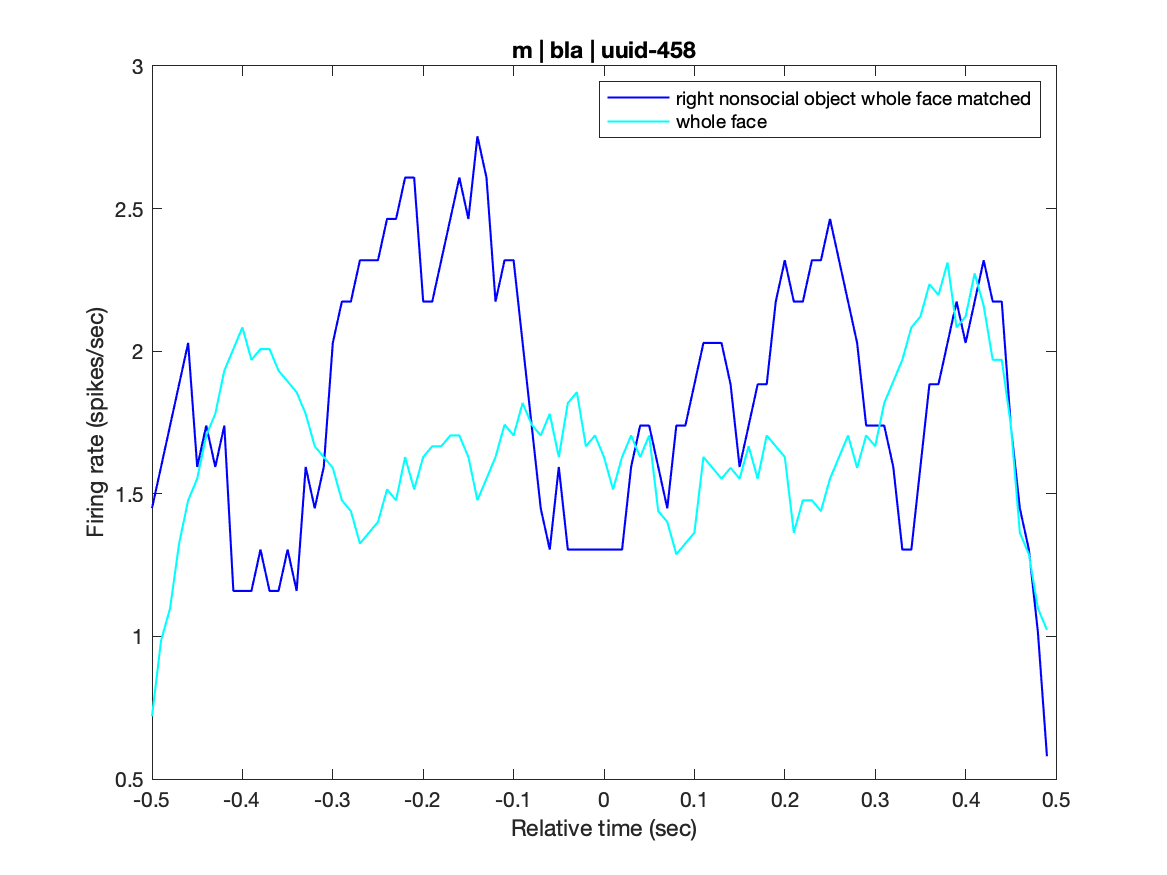 m | bla | uuid-458
right nonsocial object whole face matched
whole face
Firing rate (spikes/sec)
3
2.5
2
1.5
1
0.5
-0.5 -0.4 -0.3 -0.2 -0.1 0 0.1 0.2 0.3 0.4 0.5
Relative time (sec)